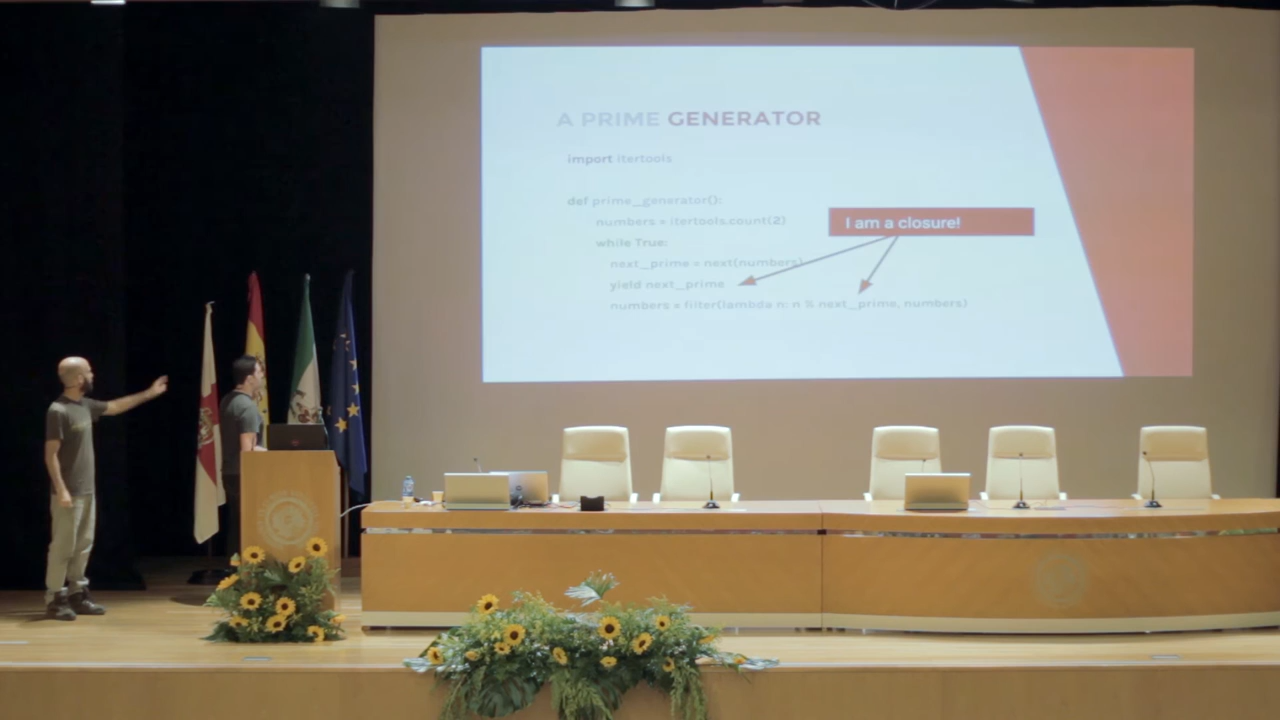 A PRIME GENERATOR
import itertools
def prime_generator():
numbers = itertools.count(2)
I am a closure!
while True:
next_prime = next(numbers)
yield next_prime
numbers = filter(lambda n: n % next_prime, numbers)